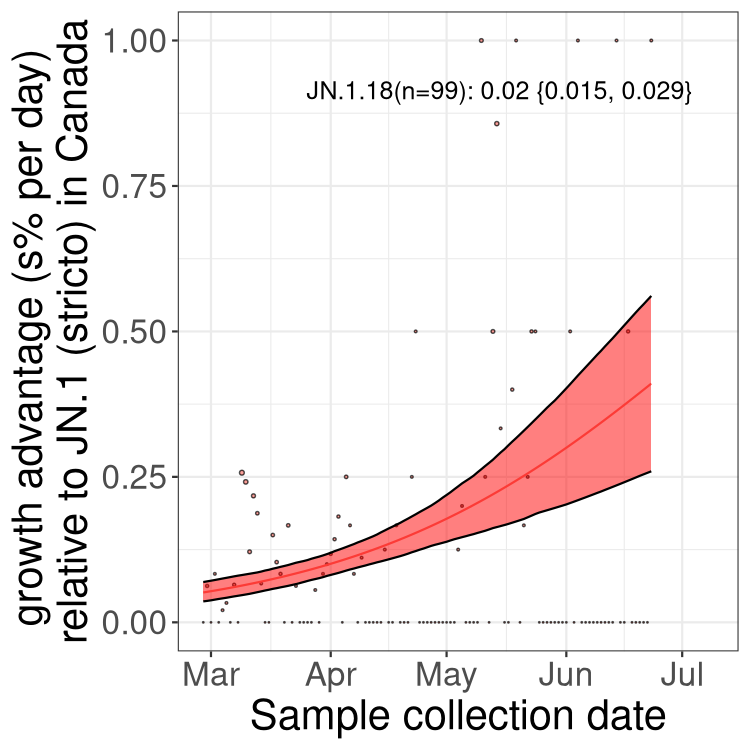 growth advantage (s% per day)
relative to JN.1 (stricto) in Canada
1.00
0.75
0.50
0.25
0.00
JN.1.18(n=99): 0.02 {0.015, 0.029}
Mar Apr May Jun Jul
Sample collection date